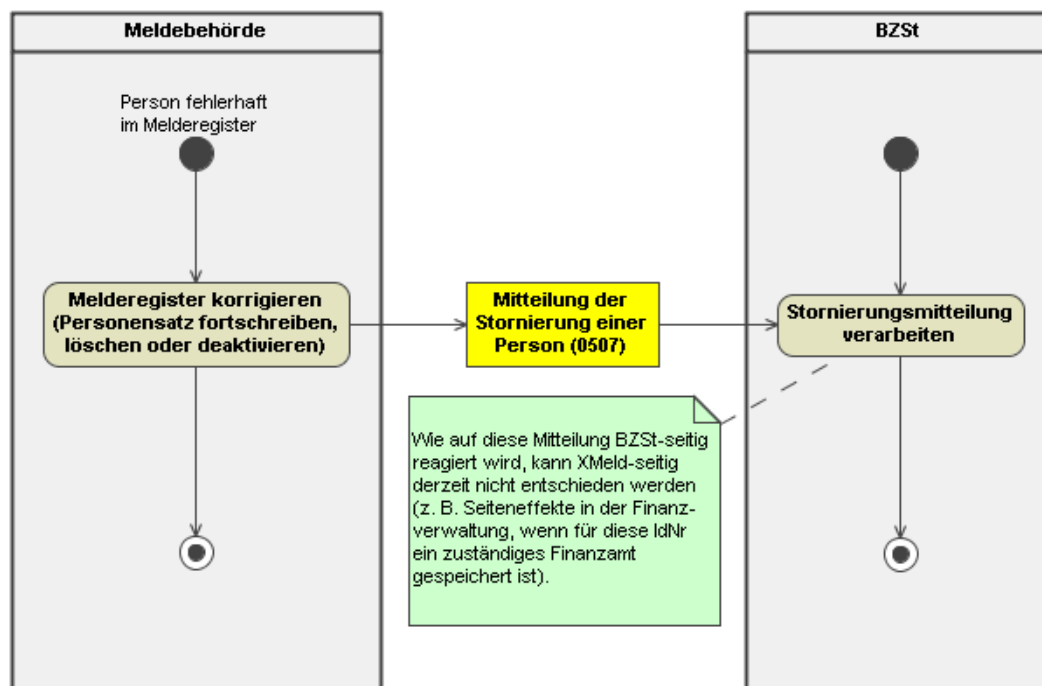 Meldebehörde
BZSt
Person fehlerhaft
im Melderegister
Melderegister korrigieren
(Personensatz fortschreiben,
löschen oder deaktivieren)
Mitteilung der
Stornierung einer
Person (0507)
Stornierungsmitteilung
verarbeiten
Wie auf diese Mitteilung BZSt-seitig
reagiert wird, kann XMeld-seitig
derzeit nicht entschieden werden
(z. B. Seiteneffekte in der Finanz-
verwaltung, wenn für diese IdNr
ein zuständiges Finanzamt
gespeichert ist).